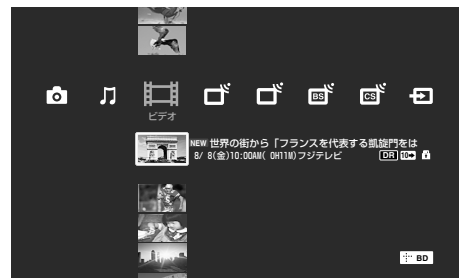 BS
CS
ビデオ
NEW 世界の街から「フランスを代表する凱旋門をは
8/ 8(金)10:00AM( 0H11M)フジテレビ DR 10
BD